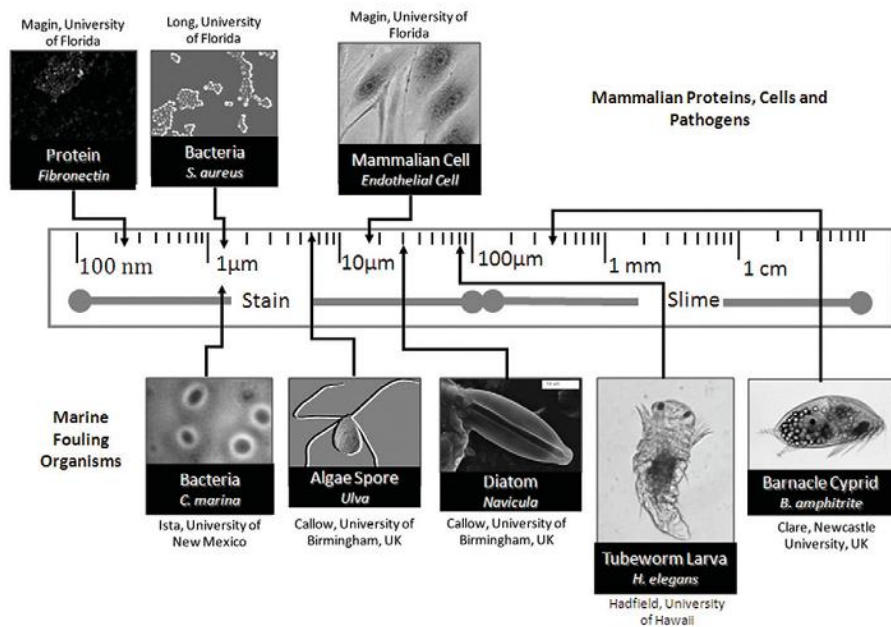 Magin, University
of Florida
Long, University
of Florida
Magin, University of
Florida
Protein
Fibronectin
Bacteria
S. aureus
Mammalian Cell
Endothelial Cell
Mammalian Proteins, Cells and
Pathogens
100 nm
1μm
10μm
100μm
1 mm
1 cm
Stain
Slime
Marine
Fouling
Organisms
Bacteria
C. marina
Ista, University of
New Mexico
Algae Spore
Ulva
Callow, University of
Birmingham, UK
Diatom
Navicula
Callow, University of
Birmingham, UK
Tubeworm Larva
H. elegans
Hadfield, University
of Hawaii
Barnacle Cyprid
B. amphitrite
Clare, Newcastle
University, UK